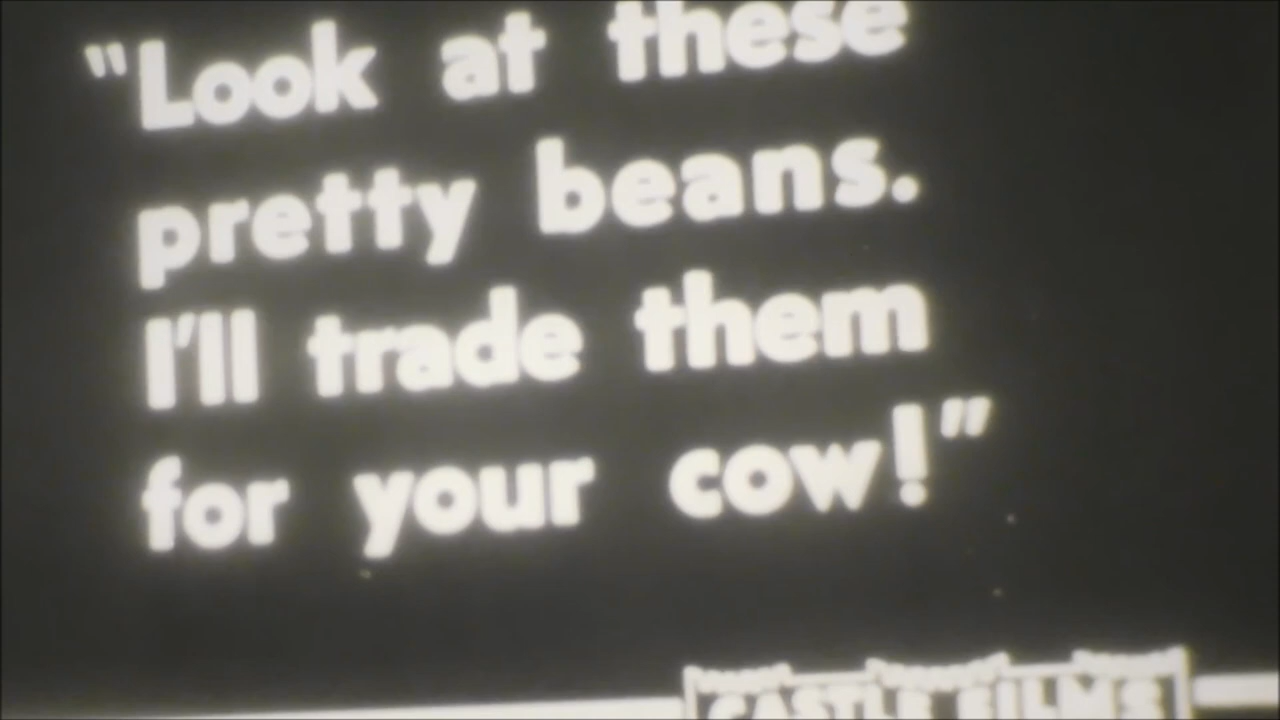 "Look at these
pretty beans.
I'll trade them
for your cow!"
CASTLE FILMS